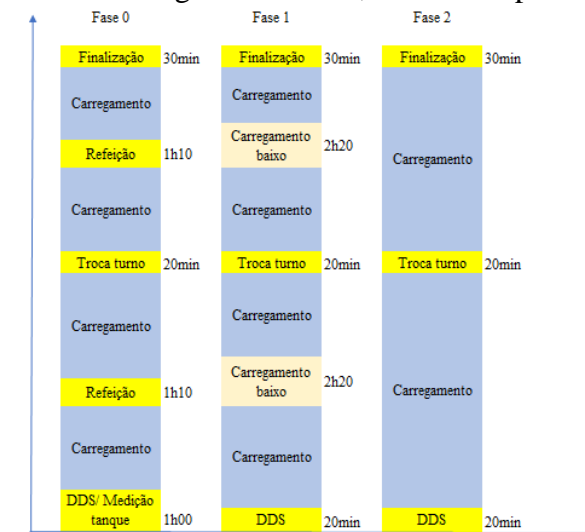 Fase 0
Fase 1
Fase 2
Finalização 30min
Finalização 30min
Finalização 30min
Carregamento
Carregamento
Carregamento
baixo
2h20
Carregamento
Refeição 1h10
Carregamento
Carregamento
Troca turno 20min
Troca turno 20min
Troca turno 20min
Carregamento
Carregamento
Carregamento
baixo
2h20
Carregamento
Refeição 1h10
Carregamento
Carregamento
DDS/ Medição
tanque 1h00
DDS 20min
DDS 20min